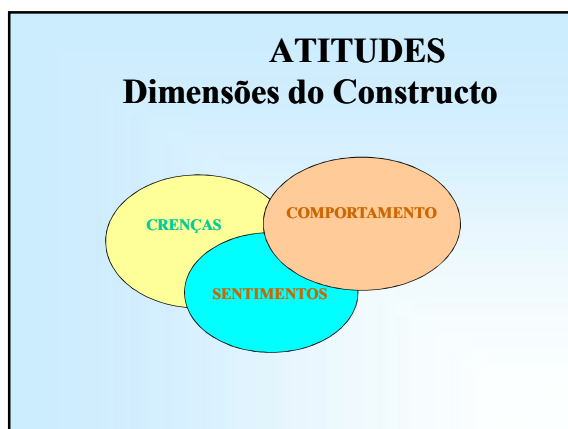 ATITUDES
Dimensões do Constructo
COMPORTAMENTO
CRENÇAS
SENTIMENTOS